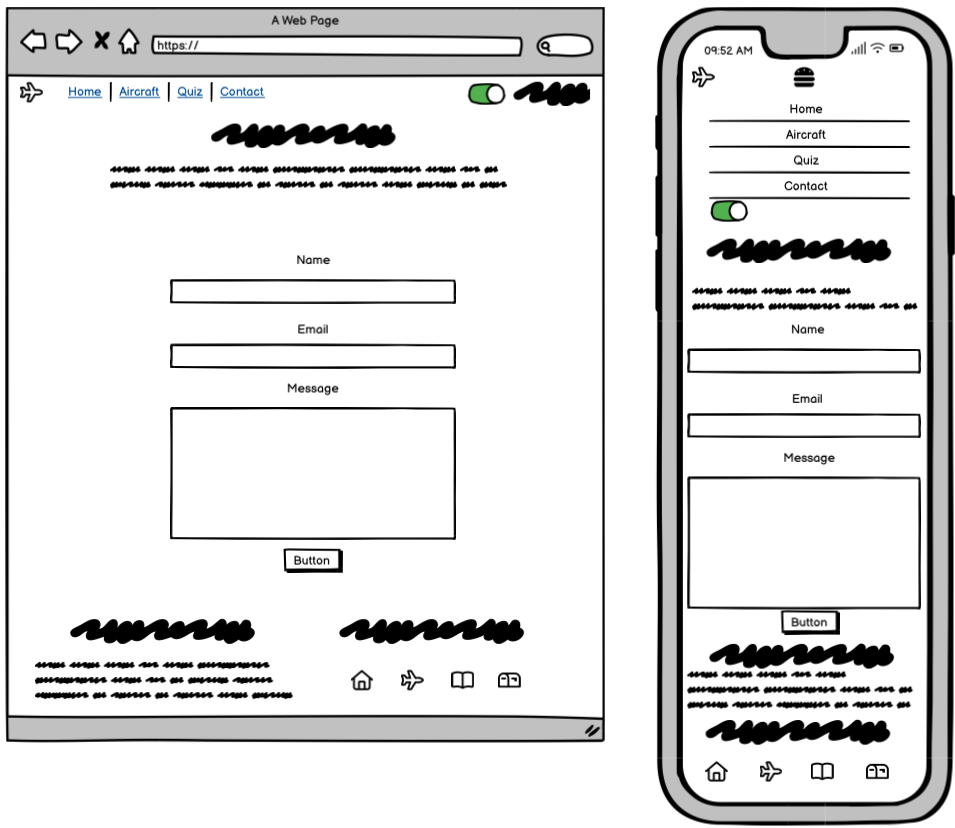 A Web Page
https://
Home Aircraft Quiz Contact
Name
Email
Message
Button
09:52 AM
Home
Aircraft
Quiz
Contact
Name
Email
Message
Button